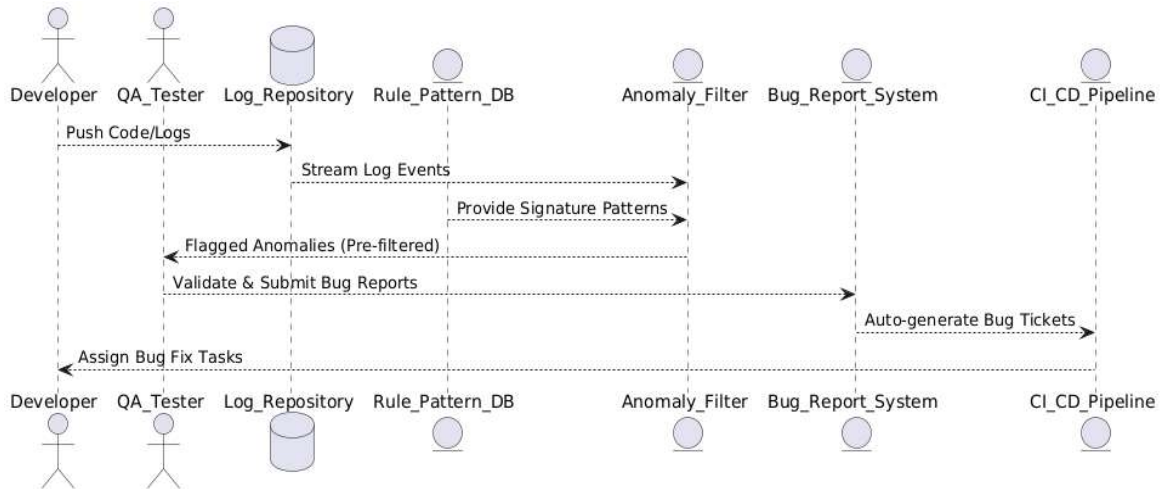 Developer QA_Tester Log_Repository Rule_Pattern_DB Anomaly_Filter Bug_Report_System CI_CD_Pipeline
Push Code/Logs
Stream Log Events
Provide Signature Patterns
Flagged Anomalies (Pre-filtered)
Validate & Submit Bug Reports
Auto-generate Bug Tickets
Assign Bug Fix Tasks
Developer QA_Tester Log_Repository Rule_Pattern_DB Anomaly_Filter Bug_Report_System CI_CD_Pipeline